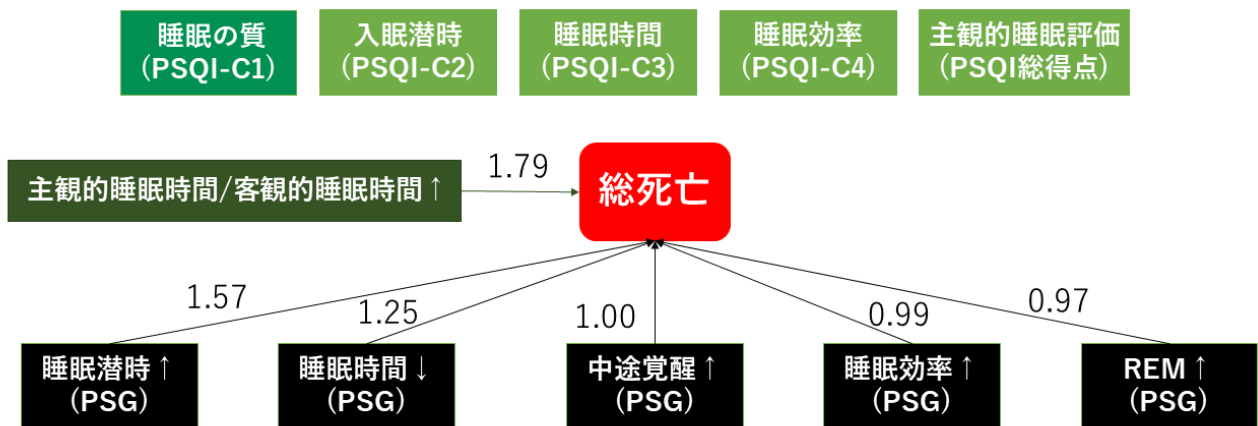 睡眠の質
(PSQI-C1)
入眠潜時
(PSQI-C2)
睡眠時間
(PSQI-C3)
睡眠効率
(PSQI-C4)
主観的睡眠評価
(PSQI総得点)
主観的睡眠時間/客観的睡眠時間↑
1.79
総死亡
1.57
1.25
1.00
0.99
0.97
睡眠潜時↑
(PSG)
睡眠時間↓
(PSG)
中途覚醒↑
(PSG)
睡眠効率↑
(PSG)
REM↑
(PSG)